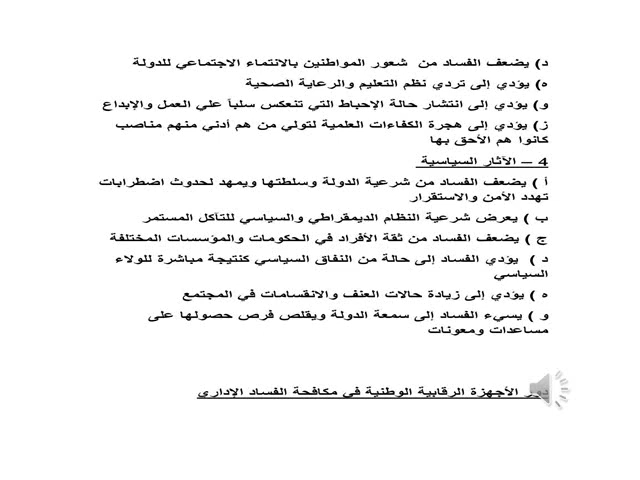 د) يضعف الفساد من شعور المواطنين بالانتماء الاجتماعي للدولة
ه) يؤدي إلى تردي نظم التعليم والرعاية الصحية
و) يؤدي إلى انتشار حالة الإحباط التي تنعكس سلباً علي العمل والإبداع
ز) يؤدي إلى هجرة الكفاءات العلمية لتولي من هم أدني منهم مناصب
كانوا هم الأحق بها
4 – الآثار السياسية
أ ) يضعف الفساد من شرعية الدولة وسلطتها ويمهد لحدوث اضطرابات
تهدد الأمن والاستقرار
ب ) يعرض شرعية النظام الديمقراطي والسياسي للتآكل المستمر
ج ) يضعف الفساد من ثقة الأفراد في الحكومات والمؤسسات المختلفة
د ) يؤدي الفساد إلى حالة من النفاق السياسي كنتيجة مباشرة للولاء
السياسي
ه ) يؤدي إلى زيادة حالات العنف والانقسامات في المجتمع
و ) يسيء الفساد إلى سمعة الدولة ويقلص فرص حصولها على
مساعدات ومعونات
دور الأجهزة الرقابية الوطنية في مكافحة الفساد الإداري